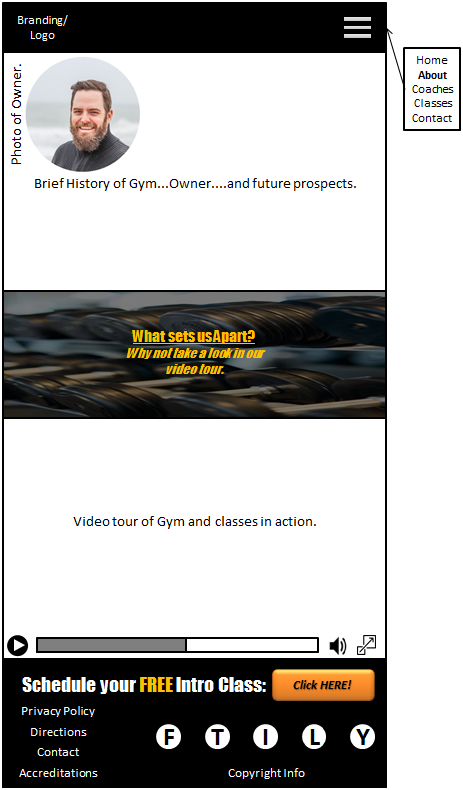 Branding/
Logo
Home
About
Coaches
Classes
Contact
Photo of Owner.
Brief History of Gym...Owner....and future prospects.
What sets usApart?
Why not take a look in our
video tour.
Video tour of Gym and classes in action.
Schedule your FREE Intro Class:
Click HERE!
Privacy Policy
Directions
Contact
Accreditations
F T I L Y
Copyright Info